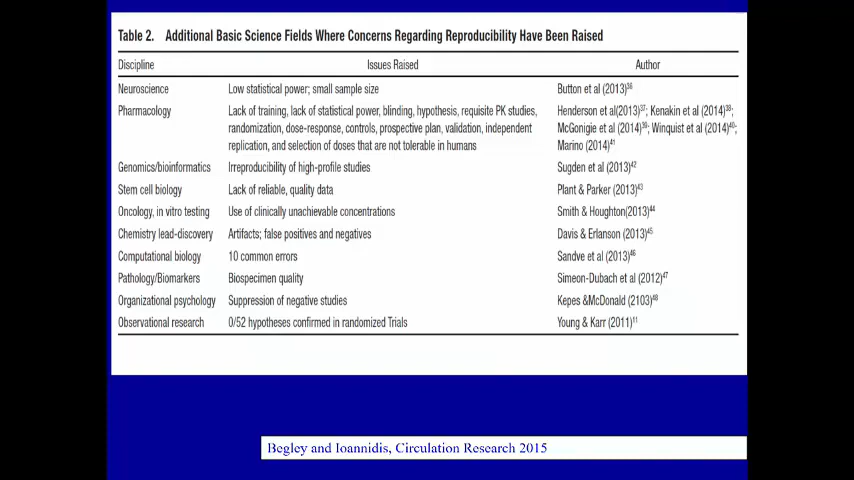 Table 2. Additional Basic Science Fields Where Concerns Regarding Reproducibility Have Been Raised
Discipline Issues Raised Author
Neuroscience Low statistical power; small sample size Button et al (2013)36
Pharmacology Lack of training, lack of statistical power, blinding, hypothesis, requisite PK studies, Henderson et al(2013)37; Kenakin et al (2014)38;
randomization, dose-response, controls, prospective plan, validation, independent McGonigie et al (2014)39; Winquist et al (2014)40;
replication, and selection of doses that are not tolerable in humans Marino (2014)41
Genomics/bioinformatics Irreproducibility of high-profile studies Sugden et al (2013)42
Stem cell biology Lack of reliable, quality data Plant & Parker (2013)43
Oncology, in vitro testing Use of clinically unachievable concentrations Smith & Houghton(2013)44
Chemistry lead-discovery Artifacts; false positives and negatives Davis & Erlanson (2013)45
Computational biology 10 common errors Sandve et al (2013)46
Pathology/Biomarkers Biospecimen quality Simeon-Dubach et al (2012)47
Organizational psychology Suppression of negative studies Kepes &McDonald (2103)48
Observational research 0/52 hypotheses confirmed in randomized Trials Young & Karr (2011)11
Begley and Ioannidis, Circulation Research 2015